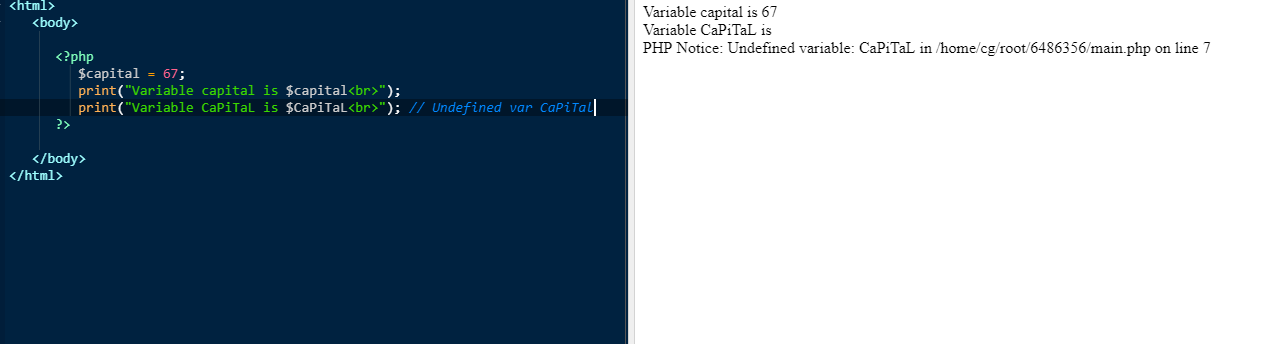 <html>
<body>
<?php
$capital = 67;
print("Variable capital is $capital<br>");
print("Variable CaPiTaL is $CaPiTaL<br>"); // Undefined var CaPiTaL
?>
</body>
</html>
Variable capital is 67
Variable CaPiTaL is
PHP Notice: Undefined variable: CaPiTaL in /home/cg/root/6486356/main.php on line 7